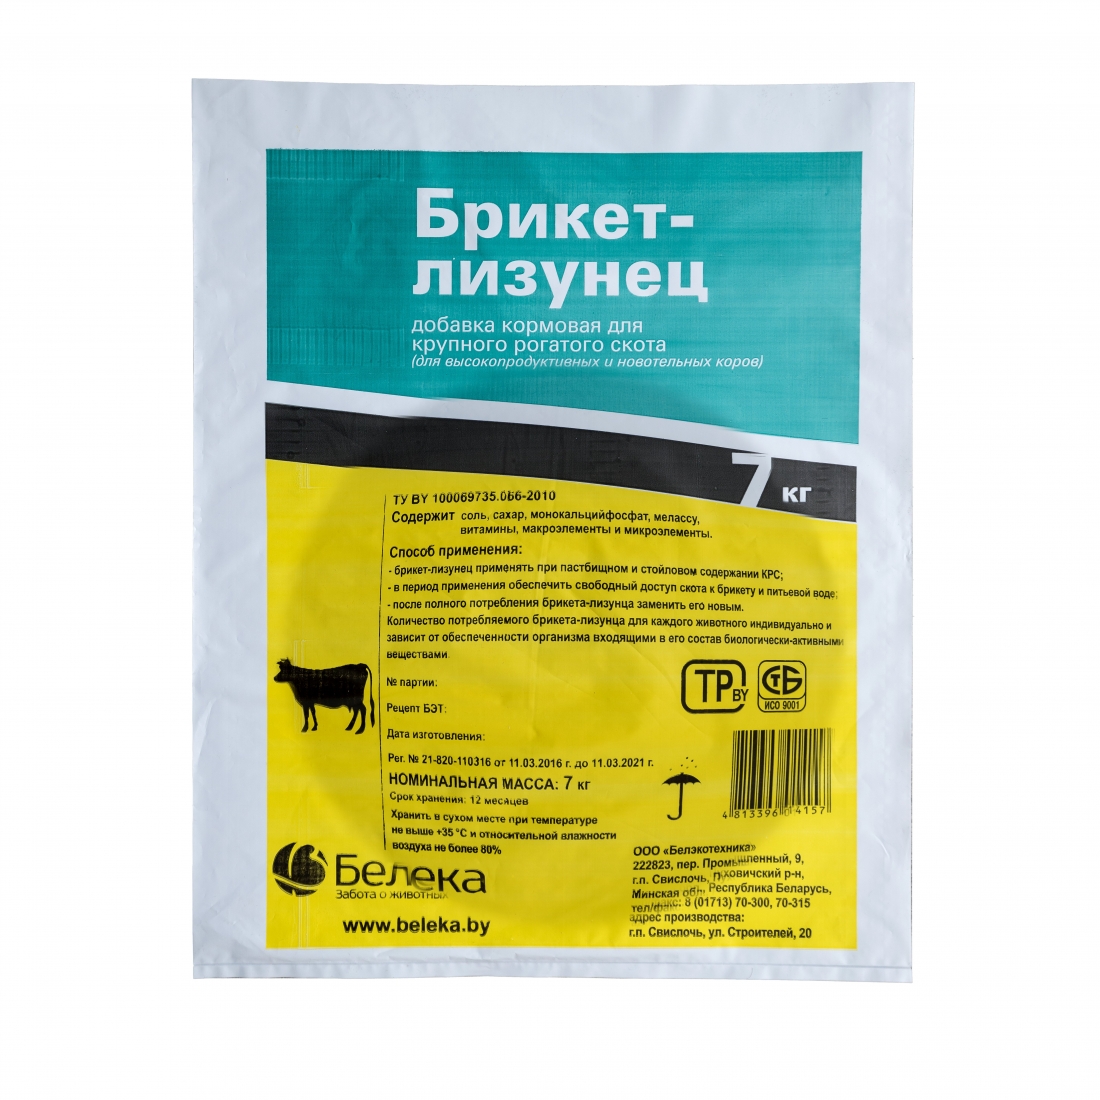 Брикет-
лизунец
добавка кормовая для
крупного рогатого скота
(для высокопродуктивных и новотельных коров)
7 кг
ТУ BY 100069735.066-2010
Содержит соль, сахар, монокальцийфосфат, мелассу,
витамины, макроэлементы и микроэлементы.
Способ применения:
- брикет-лизунец применять при пастбищном и стойловом содержании КРС;
- в период применения обеспечить свободный доступ скота к брикету и питьевой воде;
- после полного потребления брикета-лизунца заменить его новым.
Количество потребляемого брикета-лизунца для каждого животного индивидуально и
зависит от обеспеченности организма входящими в его состав биологически-активными
веществами.
№ партии:
Рецепт БЭТ:
Дата изготовления:
ТР BY
СТБ
ИСО 9001
Рег. № 21-820-110316 от 11.03.2016 г. до 11.03.2021 г.
НОМИНАЛЬНАЯ МАССА: 7 кг
Срок хранения: 12 месяцев
Хранить в сухом месте при температуре
не выше +35 °С и относительной влажности
воздуха не более 80%
4 813396 004157
Белека
Забота о животных
www.beleka.by
ООО «Белэкотехника»
222823, пер. Промышленный, 9,
г.п. Свислочь, Пуховичский р-н,
Минская обл., Республика Беларусь,
тел/факс: 8 (01713) 70-300, 70-315
адрес производства:
г.п. Свислочь, ул. Строителей, 20